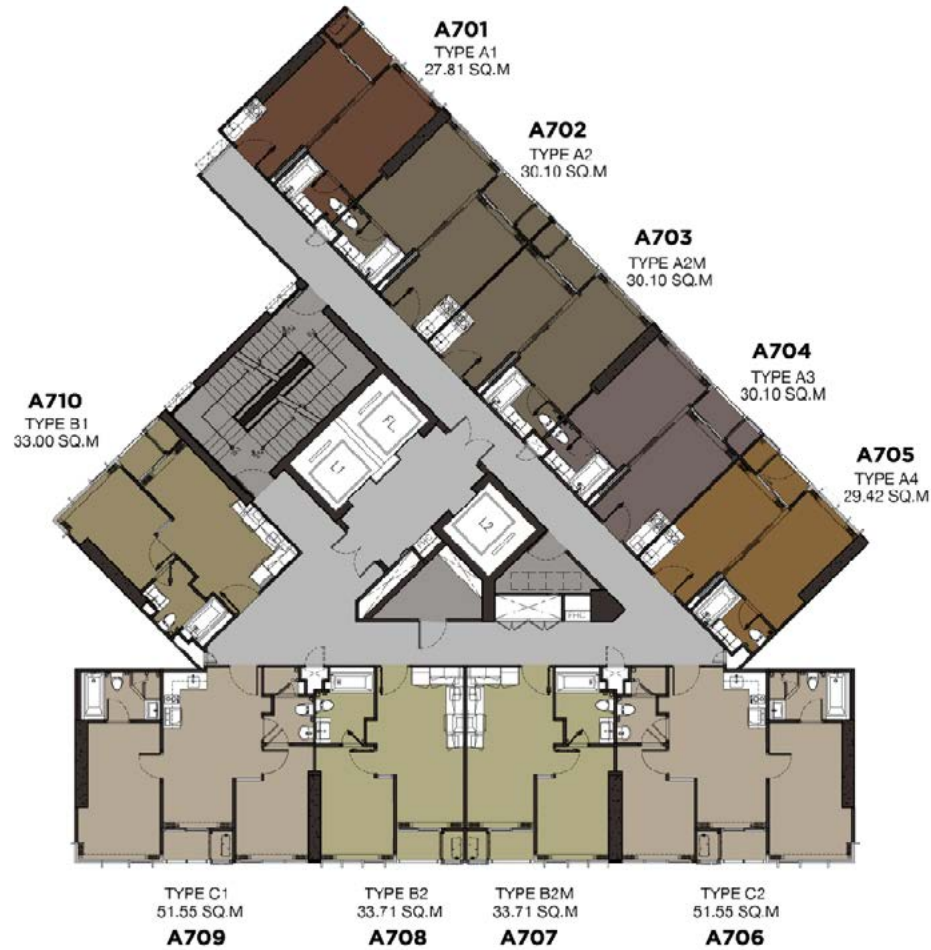 A701
TYPE A1
27.81 SQ.M
A702
TYPE A2
30.10 SQ.M
A703
TYPE A2M
30.10 SQ.M
A704
TYPE A3
30.10 SQ.M
A705
TYPE A4
29.42 SQ.M
A710
TYPE B1
33.00 SQ.M
FL
L1
L2
FHC
TYPE C1
51.55 SQ.M
A709
TYPE B2
33.71 SQ.M
A708
TYPE B2M
33.71 SQ.M
A707
TYPE C2
51.55 SQ.M
A706